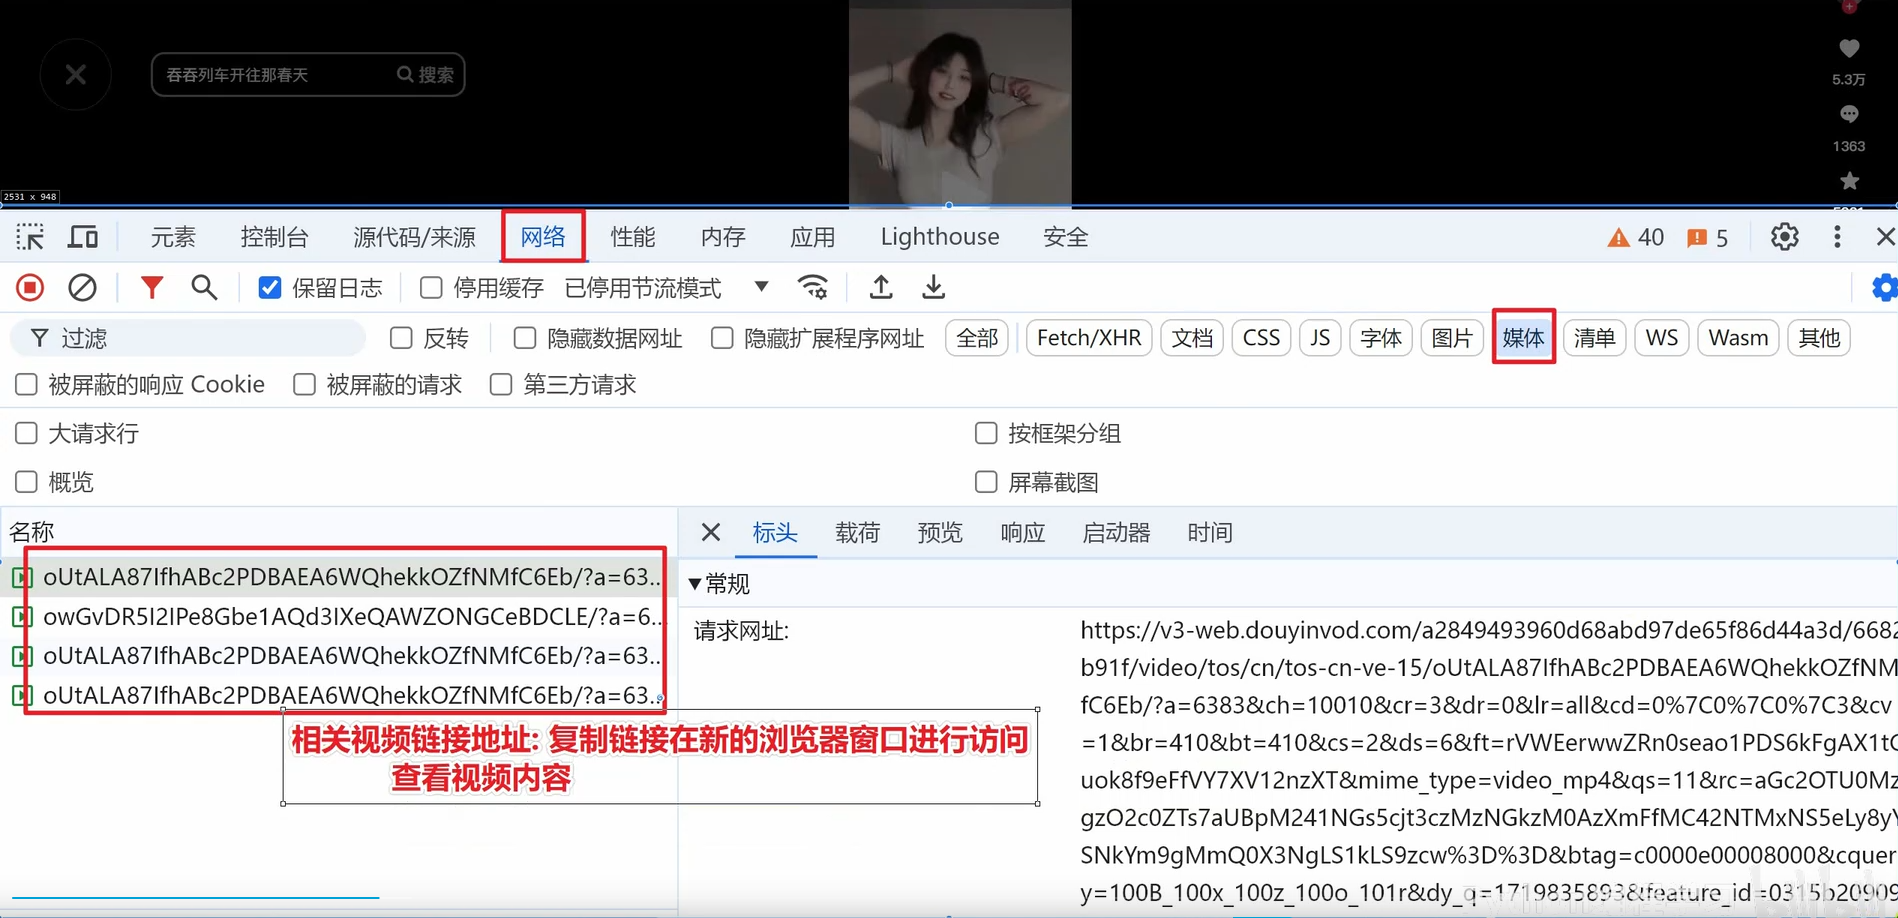 吞吞列车开往那春天
搜索
5.3万
1363
2531 x 948
元素 控制台 源代码/来源 网络 性能 内存 应用 Lighthouse 安全 40 5
保留日志 停用缓存 已停用节流模式
过滤 反转 隐藏数据网址 隐藏扩展程序网址 全部 Fetch/XHR 文档 CSS JS 字体 图片 媒体 清单 WS Wasm 其他
被屏蔽的响应 Cookie 被屏蔽的请求 第三方请求
大请求行 按框架分组
概览 屏幕截图
名称
oUtALA87IfhABc2PDBAEA6WQhekkOZfNMfC6Eb/?a=63...
owGvDR5I2IPe8Gbe1AQd3IXeQAWZONGCeBDCLE/?a=6...
oUtALA87IfhABc2PDBAEA6WQhekkOZfNMfC6Eb/?a=63...
oUtALA87IfhABc2PDBAEA6WQhekkOZfNMfC6Eb/?a=63...
相关视频链接地址: 复制链接在新的浏览器窗口进行访问
查看视频内容
标头 载荷 预览 响应 启动器 时间
常规
请求网址:
https://v3-web.douyinvod.com/a2849493960d68abd97de65f86d44a3d/6682
b91f/video/tos/cn/tos-cn-ve-15/oUtALA87IfhABc2PDBAEA6WQhekkOZfNM
fC6Eb/?a=6383&ch=10010&cr=3&dr=0&lr=all&cd=0%7C0%7C0%7C3&cv
=1&br=410&bt=410&cs=2&ds=6&ft=rVWEerwwZRn0seao1PDS6kFgAX1tC
uok8f9eFfVY7XV12nzXT&mime_type=video_mp4&qs=11&rc=aGc2OTU0Mz
gzO2c0ZTs7aUBpM241NGs5cjt3czMzNGkzM0AzXmFfMC42NTMxNS5eLy8yY
SNkYm9gMmQ0X3NgLS1kLS9zcw%3D%3D&btag=c0000e00008000&cquer
y=100B_100x_100z_100o_101r&dy_q=1719835893&feature_id=0315b20909